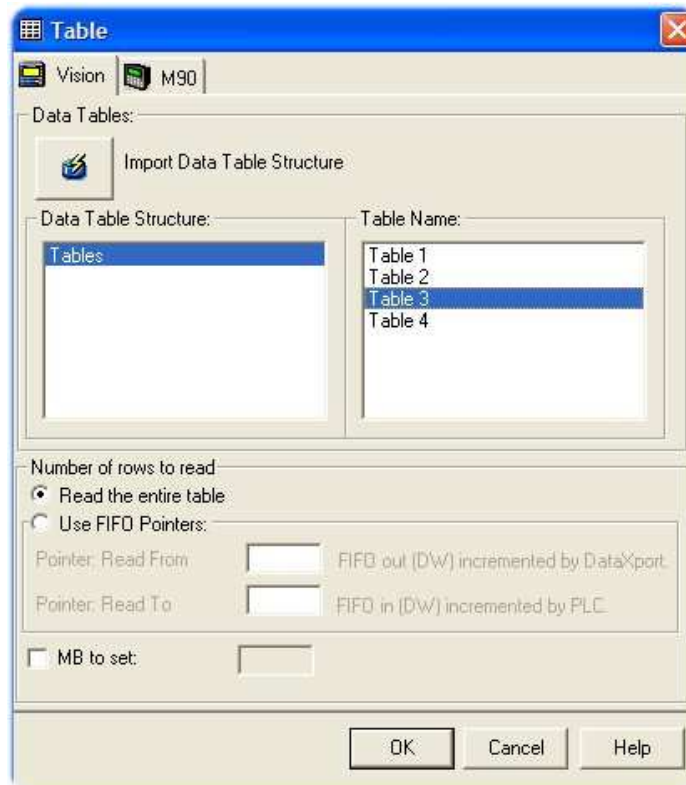 Table
Vision
M90
Data Tables:
Import Data Table Structure
Data Table Structure:
Tables
Table Name:
Table 1
Table 2
Table 3
Table 4
Number of rows to read
Read the entire table
Use FIFO Pointers:
Pointer: Read From
FIFO out (DW) incremented by DataXport.
Pointer: Read To
FIFO in (DW) incremented by PLC.
MB to set:
OK
Cancel
Help